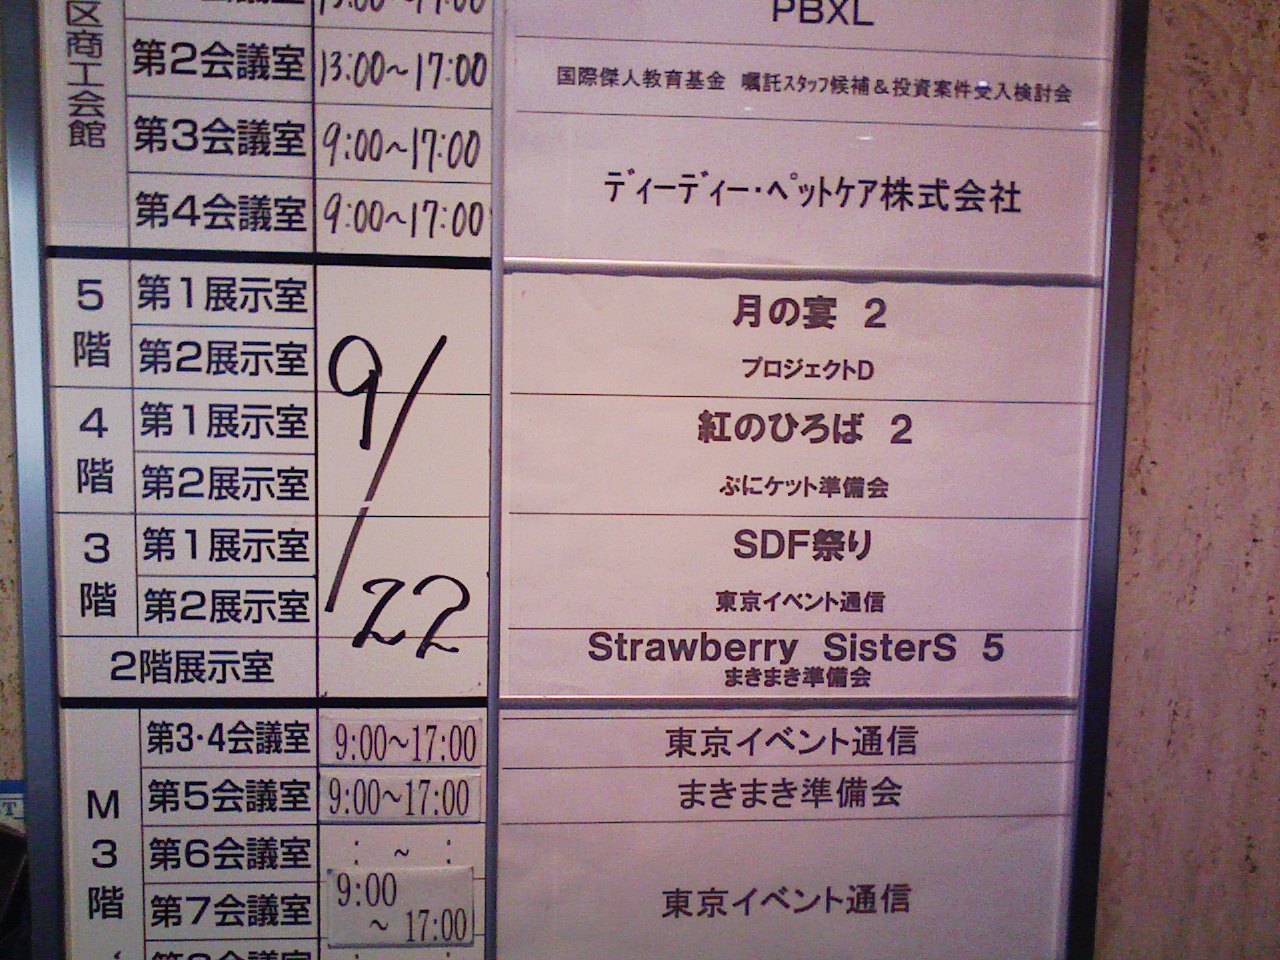 PBXL
区商工会館
第2会議室 13:00~17:00 国際傑人教育基金 嘱託スタッフ候補&投資案件受入検討会
第3会議室 9:00~17:00
ディーディー・ペットケア株式会社
第4会議室 9:00~17:00
5階 第1展示室 月の宴 2
第2展示室 プロジェクトD
9/22
4階 第1展示室 紅のひろば 2
第2展示室 ぷにケット準備会
3階 第1展示室 SDF祭り
第2展示室 東京イベント通信
2階展示室 Strawberry SisterS 5
まきまき準備会
M3階
第3・4会議室 9:00~17:00 東京イベント通信
第5会議室 9:00~17:00 まきまき準備会
第6会議室 : ~ :
第7会議室 9:00~17:00 東京イベント通信